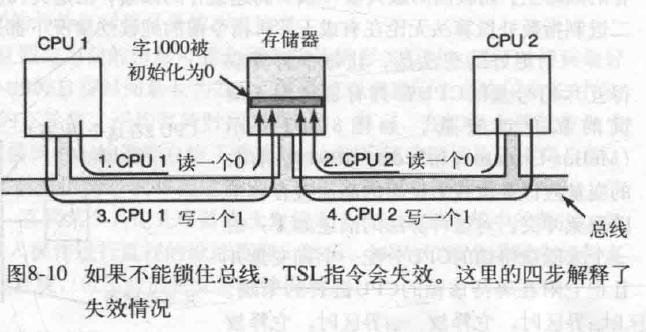 CPU 1
字1000被
初始化为0
存储器
CPU 2
1. CPU 1 读一个0
2. CPU 2 读一个0
3. CPU 1 写一个1
4. CPU 2 写一个1
总线
图8-10 如果不能锁住总线，TSL指令会失效。这里的四步解释了
失效情况